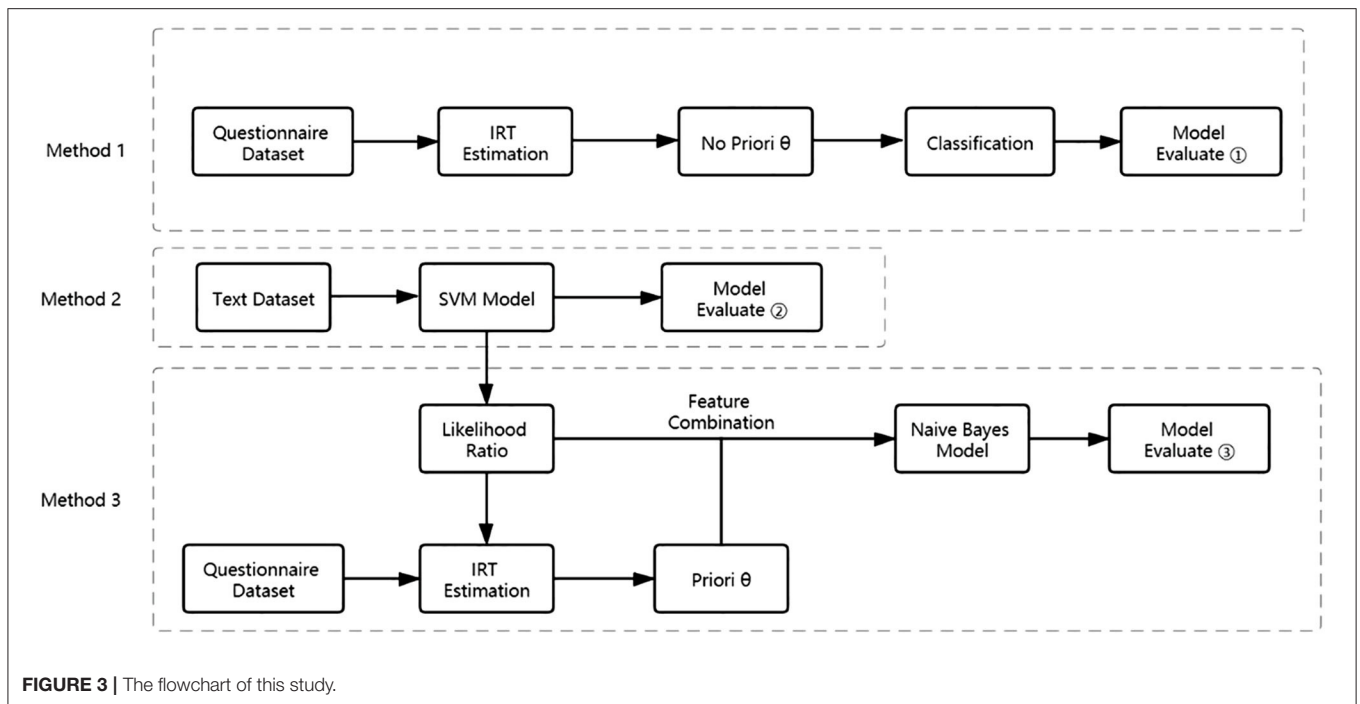 Method 1
Questionnaire
Dataset
IRT
Estimation
No Priori θ
Classification
Model
Evaluate ①
Method 2
Text Dataset
SVM Model
Model
Evaluate ②
Method 3
Likelihood
Ratio
Feature
Combination
Naive Bayes
Model
Model
Evaluate ③
Questionnaire
Dataset
IRT
Estimation
Priori θ
FIGURE 3 | The flowchart of this study.